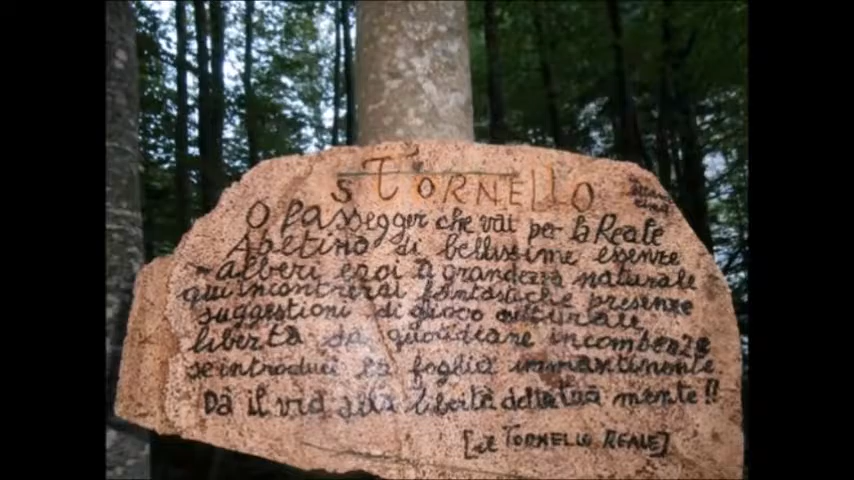 sTORNELLO
O Passegger che vai per la Reale
Abetina di bellissime essenze
alberi eroi a grandezza naturale
qui incontrerai fantastiche presenze
suggestioni di gioco culturale
libertà da quotidiane incombenze
se introduci la foglia immantinente
Dà il via alla libertà della tua mente!!
[il TORNELLO REALE]